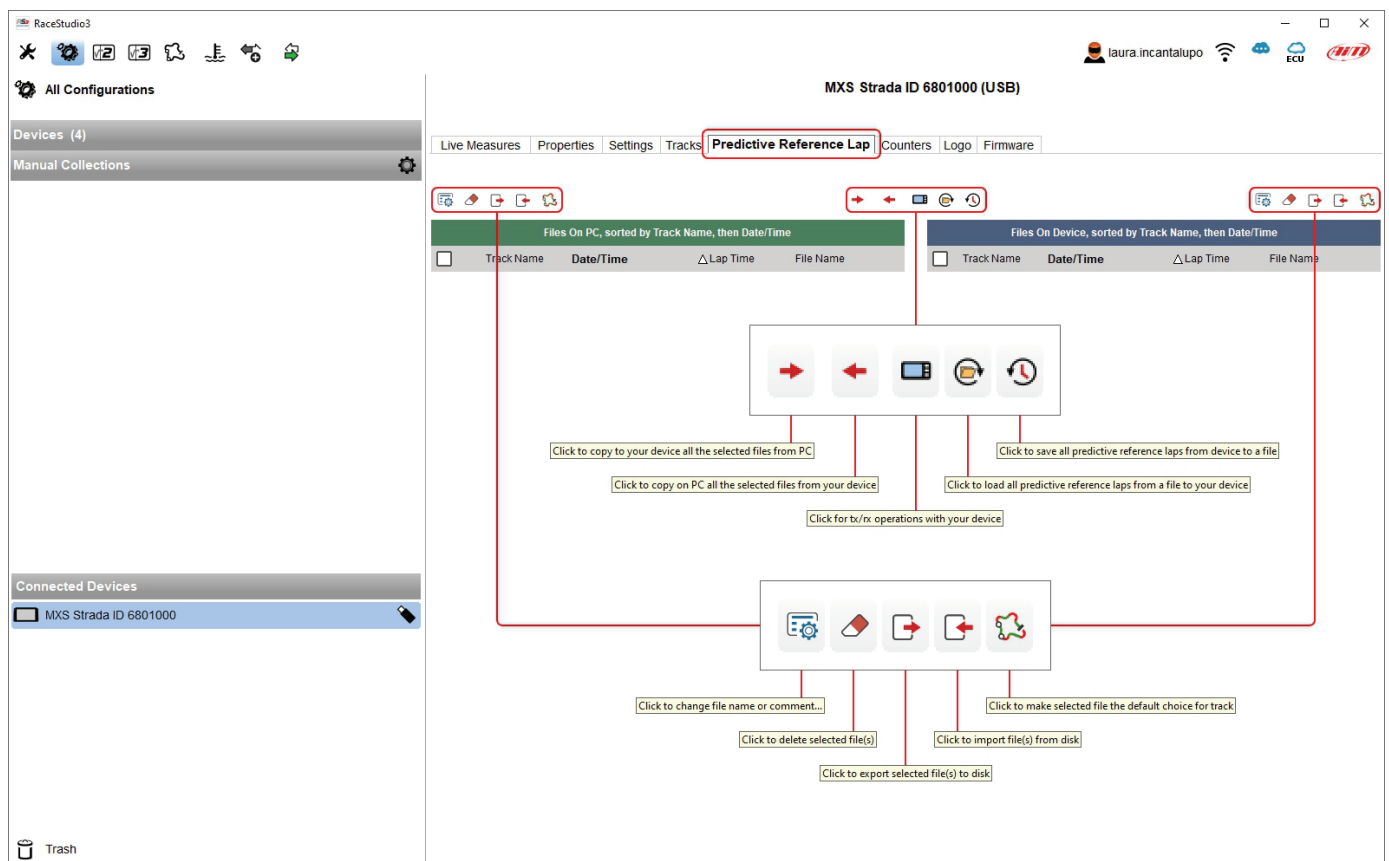 RaceStudio3
laura.incantalupo
ECU
AiM
All Configurations
MXS Strada ID 6801000 (USB)
Devices (4)
Manual Collections
Live Measures Properties Settings Tracks Predictive Reference Lap Counters Logo Firmware
Files On PC, sorted by Track Name, then Date/Time
Files On Device, sorted by Track Name, then Date/Time
Track Name Date/Time △Lap Time File Name
Track Name Date/Time △Lap Time File Name
Click to copy to your device all the selected files from PC
Click to save all predictive reference laps from device to a file
Click to copy on PC all the selected files from your device
Click to load all predictive reference laps from a file to your device
Click for tx/rx operations with your device
Connected Devices
MXS Strada ID 6801000
Click to change file name or comment...
Click to make selected file the default choice for track
Click to delete selected file(s)
Click to import file(s) from disk
Click to export selected file(s) to disk
Trash